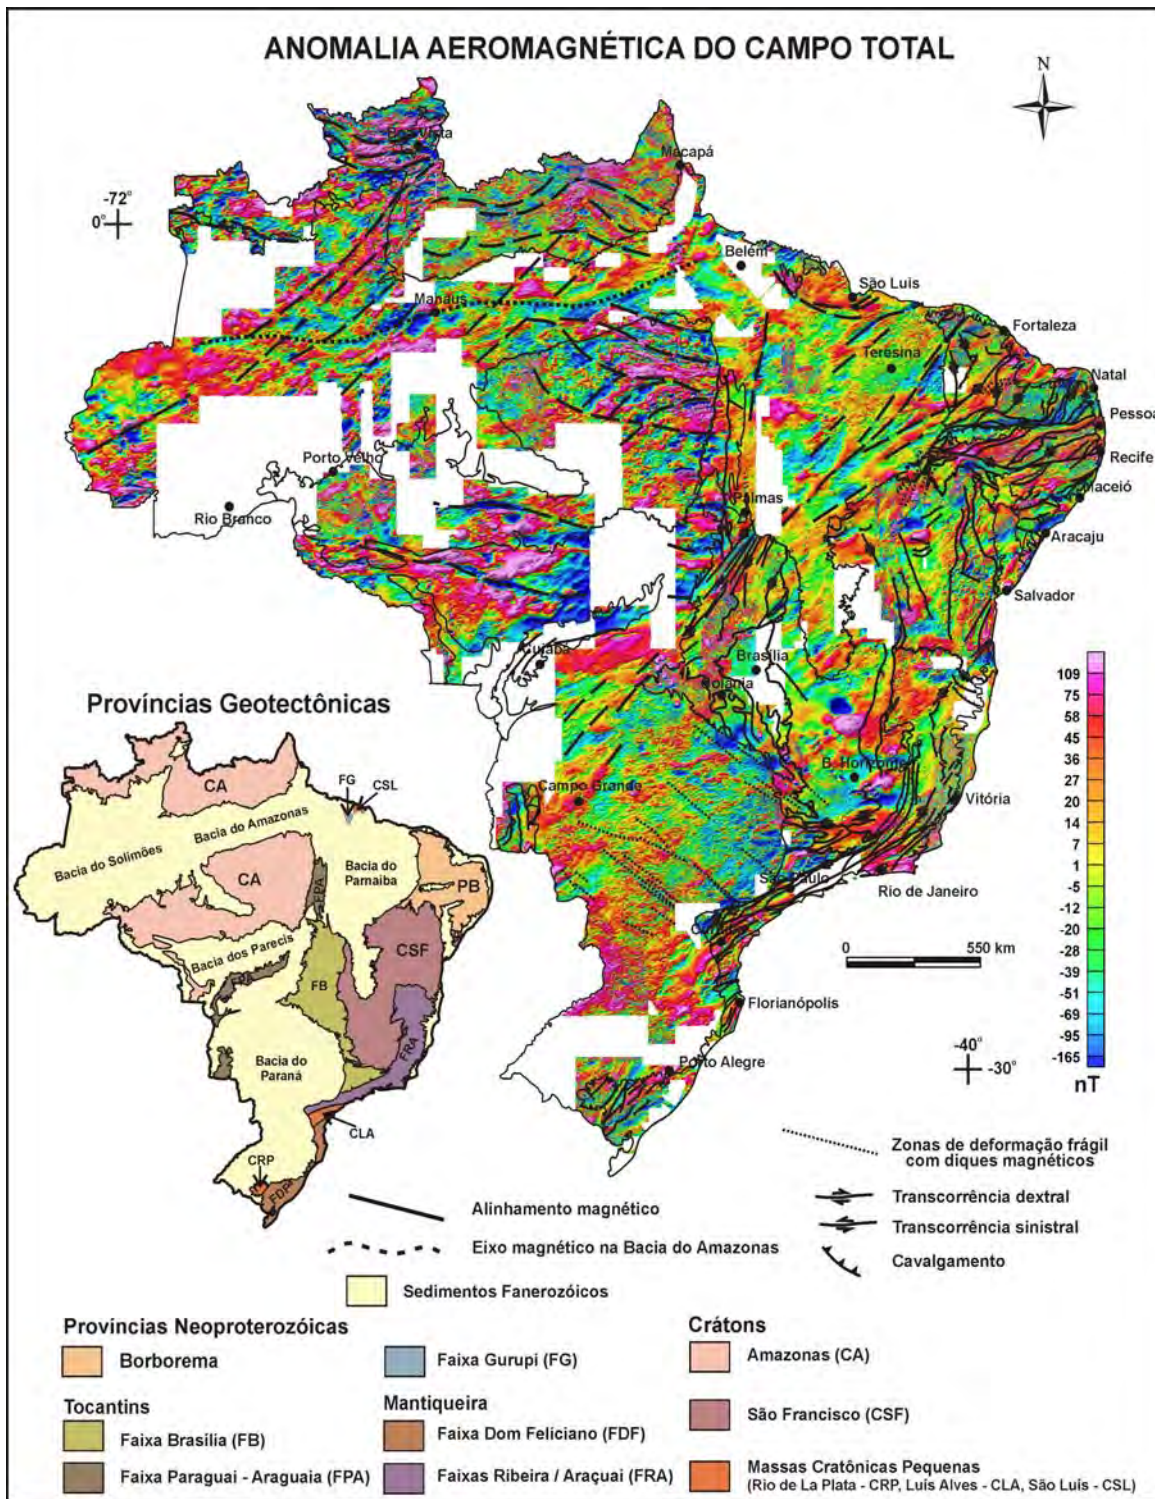 ANOMALIA AEROMAGNÉTICA DO CAMPO TOTAL
N
Boa Vista
Macapá
-72°
0°
Belém
São Luis
Manaus
Fortaleza
Teresina
Natal
Pessoa
Recife
Porto Velho
Palmas
Maceió
Rio Branco
Aracaju
Salvador
Cuiabá
Brasília
Goiânia
B. Horizonte
Campo Grande
Vitória
São Paulo
Rio de Janeiro
0 550 km
Florianópolis
Porto Alegre
-40°
-30°
109
75
58
45
36
27
20
14
7
1
-5
-12
-20
-28
-39
-51
-69
-95
-165
nT
Províncias Geotectônicas
FG
CSL
CA
Bacia do Amazonas
Bacia do Solimões
Bacia do Parnaiba
CA
FPA
PB
Bacia dos Parecis
CSF
FB
FRA
Bacia do Paraná
CLA
CRP
FDF
Zonas de deformação frágil
com diques magnéticos
Alinhamento magnético
Transcorrência dextral
Transcorrência sinistral
Eixo magnético na Bacia do Amazonas
Cavalgamento
Sedimentos Fanerozóicos
Províncias Neoproterozóicas
Borborema
Tocantins
Faixa Brasília (FB)
Faixa Paraguai - Araguaia (FPA)
Faixa Gurupi (FG)
Mantiqueira
Faixa Dom Feliciano (FDF)
Faixas Ribeira / Araçuai (FRA)
Crátons
Amazonas (CA)
São Francisco (CSF)
Massas Cratônicas Pequenas
(Rio de La Plata - CRP, Luis Alves - CLA, São Luís - CSL)